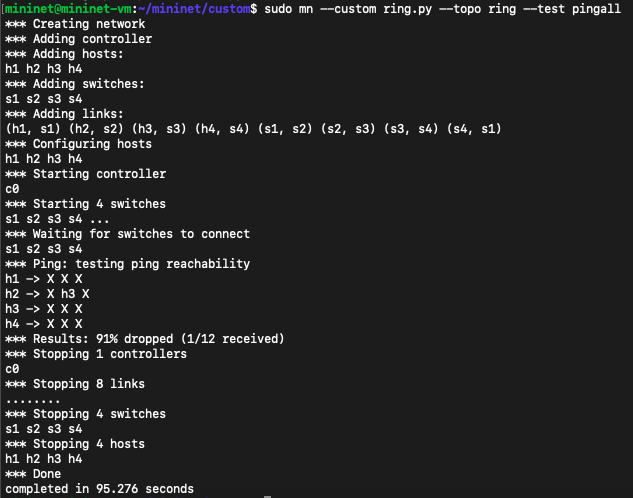 [mininet@mininet-vm:~/mininet/custom$ sudo mn --custom ring.py --topo ring --test pingall
*** Creating network
*** Adding controller
*** Adding hosts:
h1 h2 h3 h4
*** Adding switches:
s1 s2 s3 s4
*** Adding links:
(h1, s1) (h2, s2) (h3, s3) (h4, s4) (s1, s2) (s2, s3) (s3, s4) (s4, s1)
*** Configuring hosts
h1 h2 h3 h4
*** Starting controller
c0
*** Starting 4 switches
s1 s2 s3 s4 ...
*** Waiting for switches to connect
s1 s2 s3 s4
*** Ping: testing ping reachability
h1 -> X X X
h2 -> X h3 X
h3 -> X X X
h4 -> X X X
*** Results: 91% dropped (1/12 received)
*** Stopping 1 controllers
c0
*** Stopping 8 links
........
*** Stopping 4 switches
s1 s2 s3 s4
*** Stopping 4 hosts
h1 h2 h3 h4
*** Done
completed in 95.276 seconds